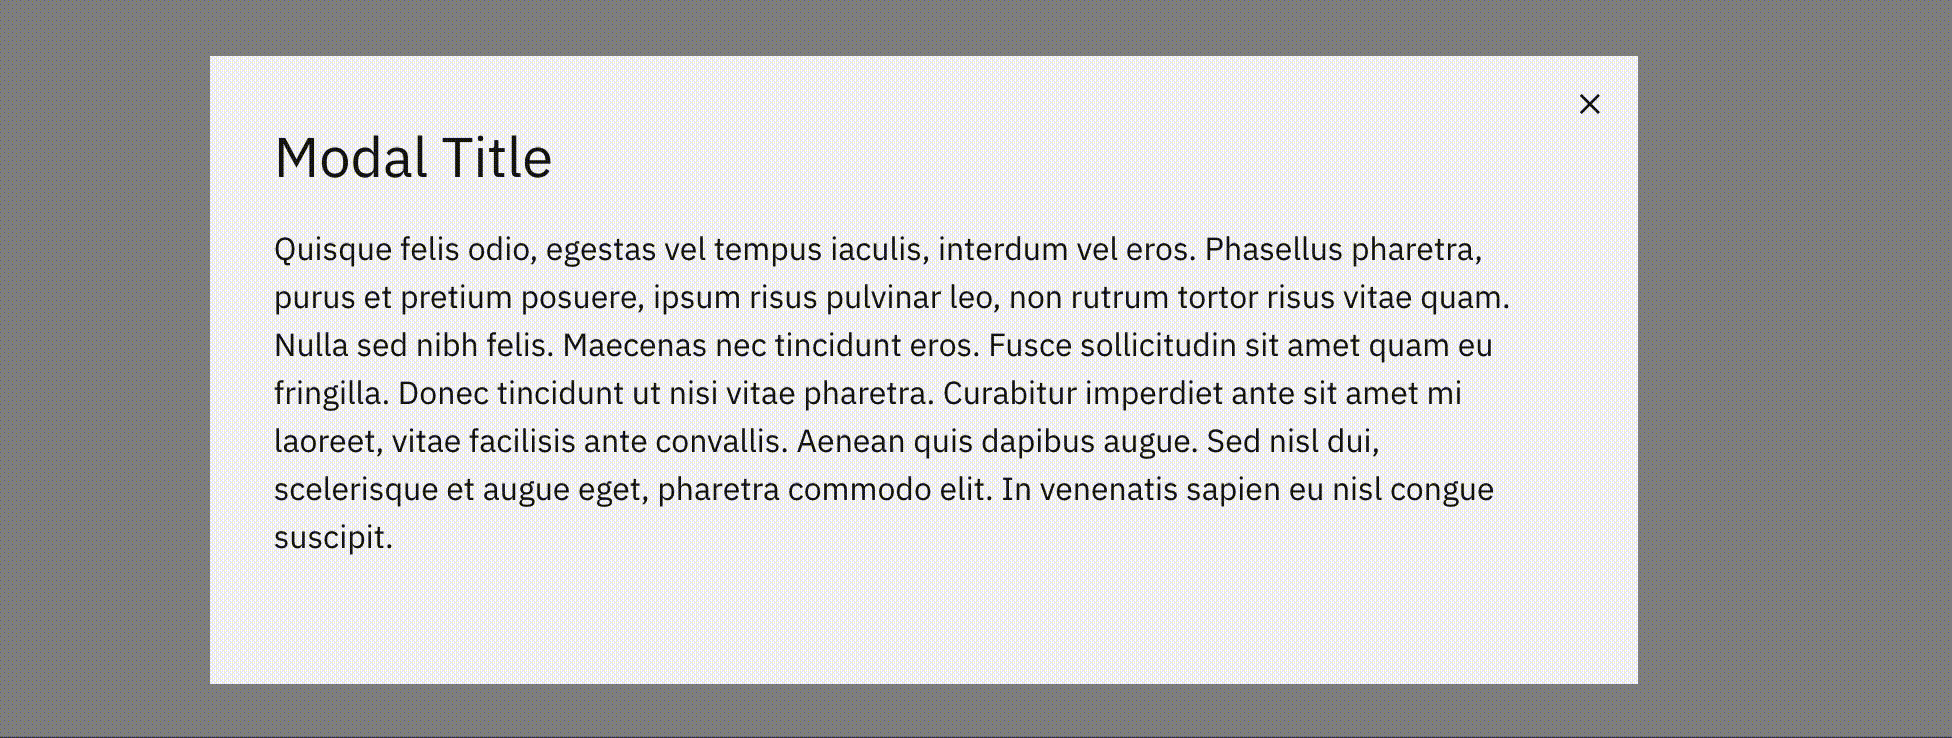 Modal Title
Quisque felis odio, egestas vel tempus iaculis, interdum vel eros. Phasellus pharetra,
purus et pretium posuere, ipsum risus pulvinar leo, non rutrum tortor risus vitae quam.
Nulla sed nibh felis. Maecenas nec tincidunt eros. Fusce sollicitudin sit amet quam eu
fringilla. Donec tincidunt ut nisi vitae pharetra. Curabitur imperdiet ante sit amet mi
laoreet, vitae facilisis ante convallis. Aenean quis dapibus augue. Sed nisl dui,
scelerisque et augue eget, pharetra commodo elit. In venenatis sapien eu nisl congue
suscipit.